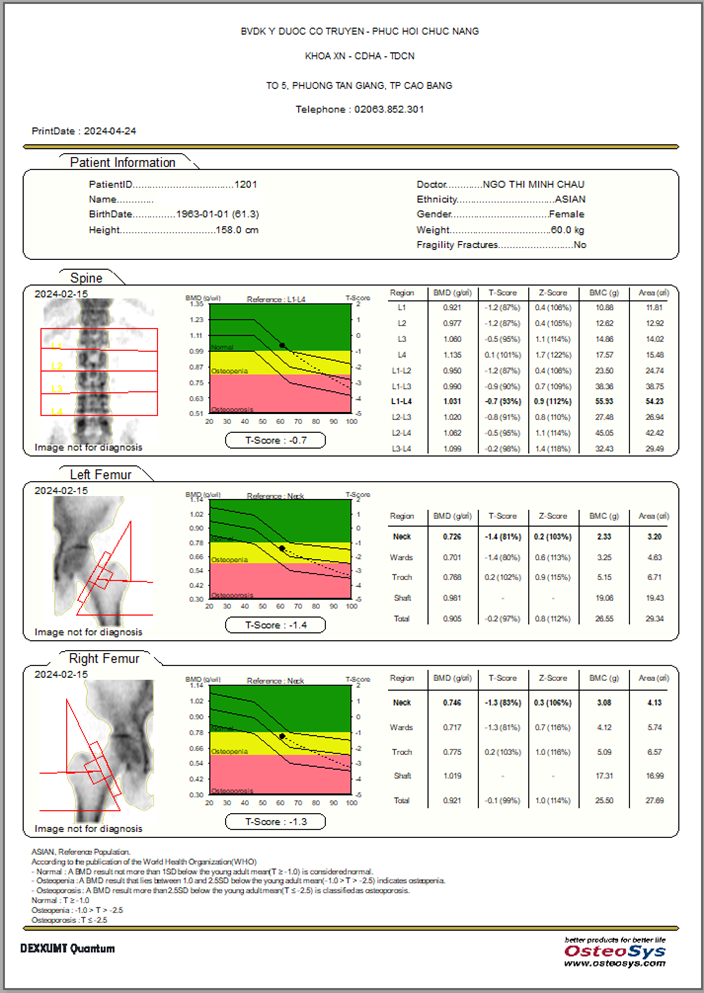 BVDK Y DUOC CO TRUYEN - PHUC HOI CHUC NANG
KHOA XN - CDHA - TDCN
TO 5, PHUONG TAN GIANG, TP CAO BANG
Telephone : 02063.852.301
PrintDate : 2024-04-24
Patient Information
PatientID....................................1201
Name.............
BirthDate...............1963-01-01 (61.3)
Height....................................158.0 cm
Doctor............NGO THI MINH CHAU
Ethnicity...................................ASIAN
Gender...........................Female
Weight....................................60.0 kg
Fragility Fractures.....................No
Spine
2024-02-15
L1
L2
L3
L4
Image not for diagnosis
BMD (g/㎠) Reference : L1-L4 T-Score
1.35 2
1.23 1
1.11 0
0.99 -1
0.87 -2
0.75 -3
0.63 -4
0.51 -5
Normal
Osteopenia
Osteoporosis
20 30 40 50 60 70 80 90 100
T-Score : -0.7
Region BMD (g/㎠) T-Score Z-Score BMC (g) Area (㎠)
L1 0.921 -1.2 (87%) 0.4 (106%) 10.88 11.81
L2 0.977 -1.2 (87%) 0.4 (105%) 12.62 12.92
L3 1.060 -0.5 (95%) 1.1 (114%) 14.86 14.02
L4 1.135 0.1 (101%) 1.7 (122%) 17.57 15.48
L1-L2 0.950 -1.2 (87%) 0.4 (106%) 23.50 24.74
L1-L3 0.990 -0.9 (90%) 0.7 (109%) 38.36 38.75
L1-L4 1.031 -0.7 (93%) 0.9 (112%) 55.93 54.23
L2-L3 1.020 -0.8 (91%) 0.8 (110%) 27.48 26.94
L2-L4 1.062 -0.5 (95%) 1.1 (114%) 45.05 42.42
L3-L4 1.099 -0.2 (98%) 1.4 (118%) 32.43 29.49
Left Femur
2024-02-15
Image not for diagnosis
BMD (g/㎠) Reference : Neck T-Score
1.14 2
1.02 1
0.90 0
0.78 -1
0.66 -2
0.54 -3
0.42 -4
0.30 -5
Normal
Osteopenia
Osteoporosis
20 30 40 50 60 70 80 90 100
T-Score : -1.4
Region BMD (g/㎠) T-Score Z-Score BMC (g) Area (㎠)
Neck 0.726 -1.4 (81%) 0.2 (103%) 2.33 3.20
Wards 0.701 -1.4 (80%) 0.6 (113%) 3.25 4.63
Troch 0.768 0.2 (102%) 0.9 (115%) 5.15 6.71
Shaft 0.981 - - 19.06 19.43
Total 0.905 -0.2 (97%) 0.8 (112%) 26.55 29.34
Right Femur
2024-02-15
Image not for diagnosis
BMD (g/㎠) Reference : Neck T-Score
1.14 2
1.02 1
0.90 0
0.78 -1
0.66 -2
0.54 -3
0.42 -4
0.30 -5
Normal
Osteopenia
Osteoporosis
20 30 40 50 60 70 80 90 100
T-Score : -1.3
Region BMD (g/㎠) T-Score Z-Score BMC (g) Area (㎠)
Neck 0.746 -1.3 (83%) 0.3 (106%) 3.08 4.13
Wards 0.717 -1.3 (81%) 0.7 (116%) 4.12 5.74
Troch 0.775 0.2 (103%) 1.0 (116%) 5.09 6.57
Shaft 1.019 - - 17.31 16.99
Total 0.921 -0.1 (99%) 1.0 (114%) 25.50 27.69
ASIAN, Reference Population.
According to the publication of the World Health Organization(WHO)
- Normal : A BMD result not more than 1SD below the young adult mean(T ≥ -1.0) is considered normal.
- Osteopenia : A BMD result that lies between 1.0 and 2.5SD below the young adult mean(-1.0 > T > -2.5) indicates osteopenia.
- Osteoporosis : A BMD result more than 2.5SD below the young adult mean(T ≤ -2.5) is classified as osteoporosis.
Normal : T ≥ -1.0
Osteopenia : -1.0 > T > -2.5
Osteoporosis : T ≤ -2.5
DEXXUMT Quantum
better products for better life
OsteoSys
www.osteosys.com